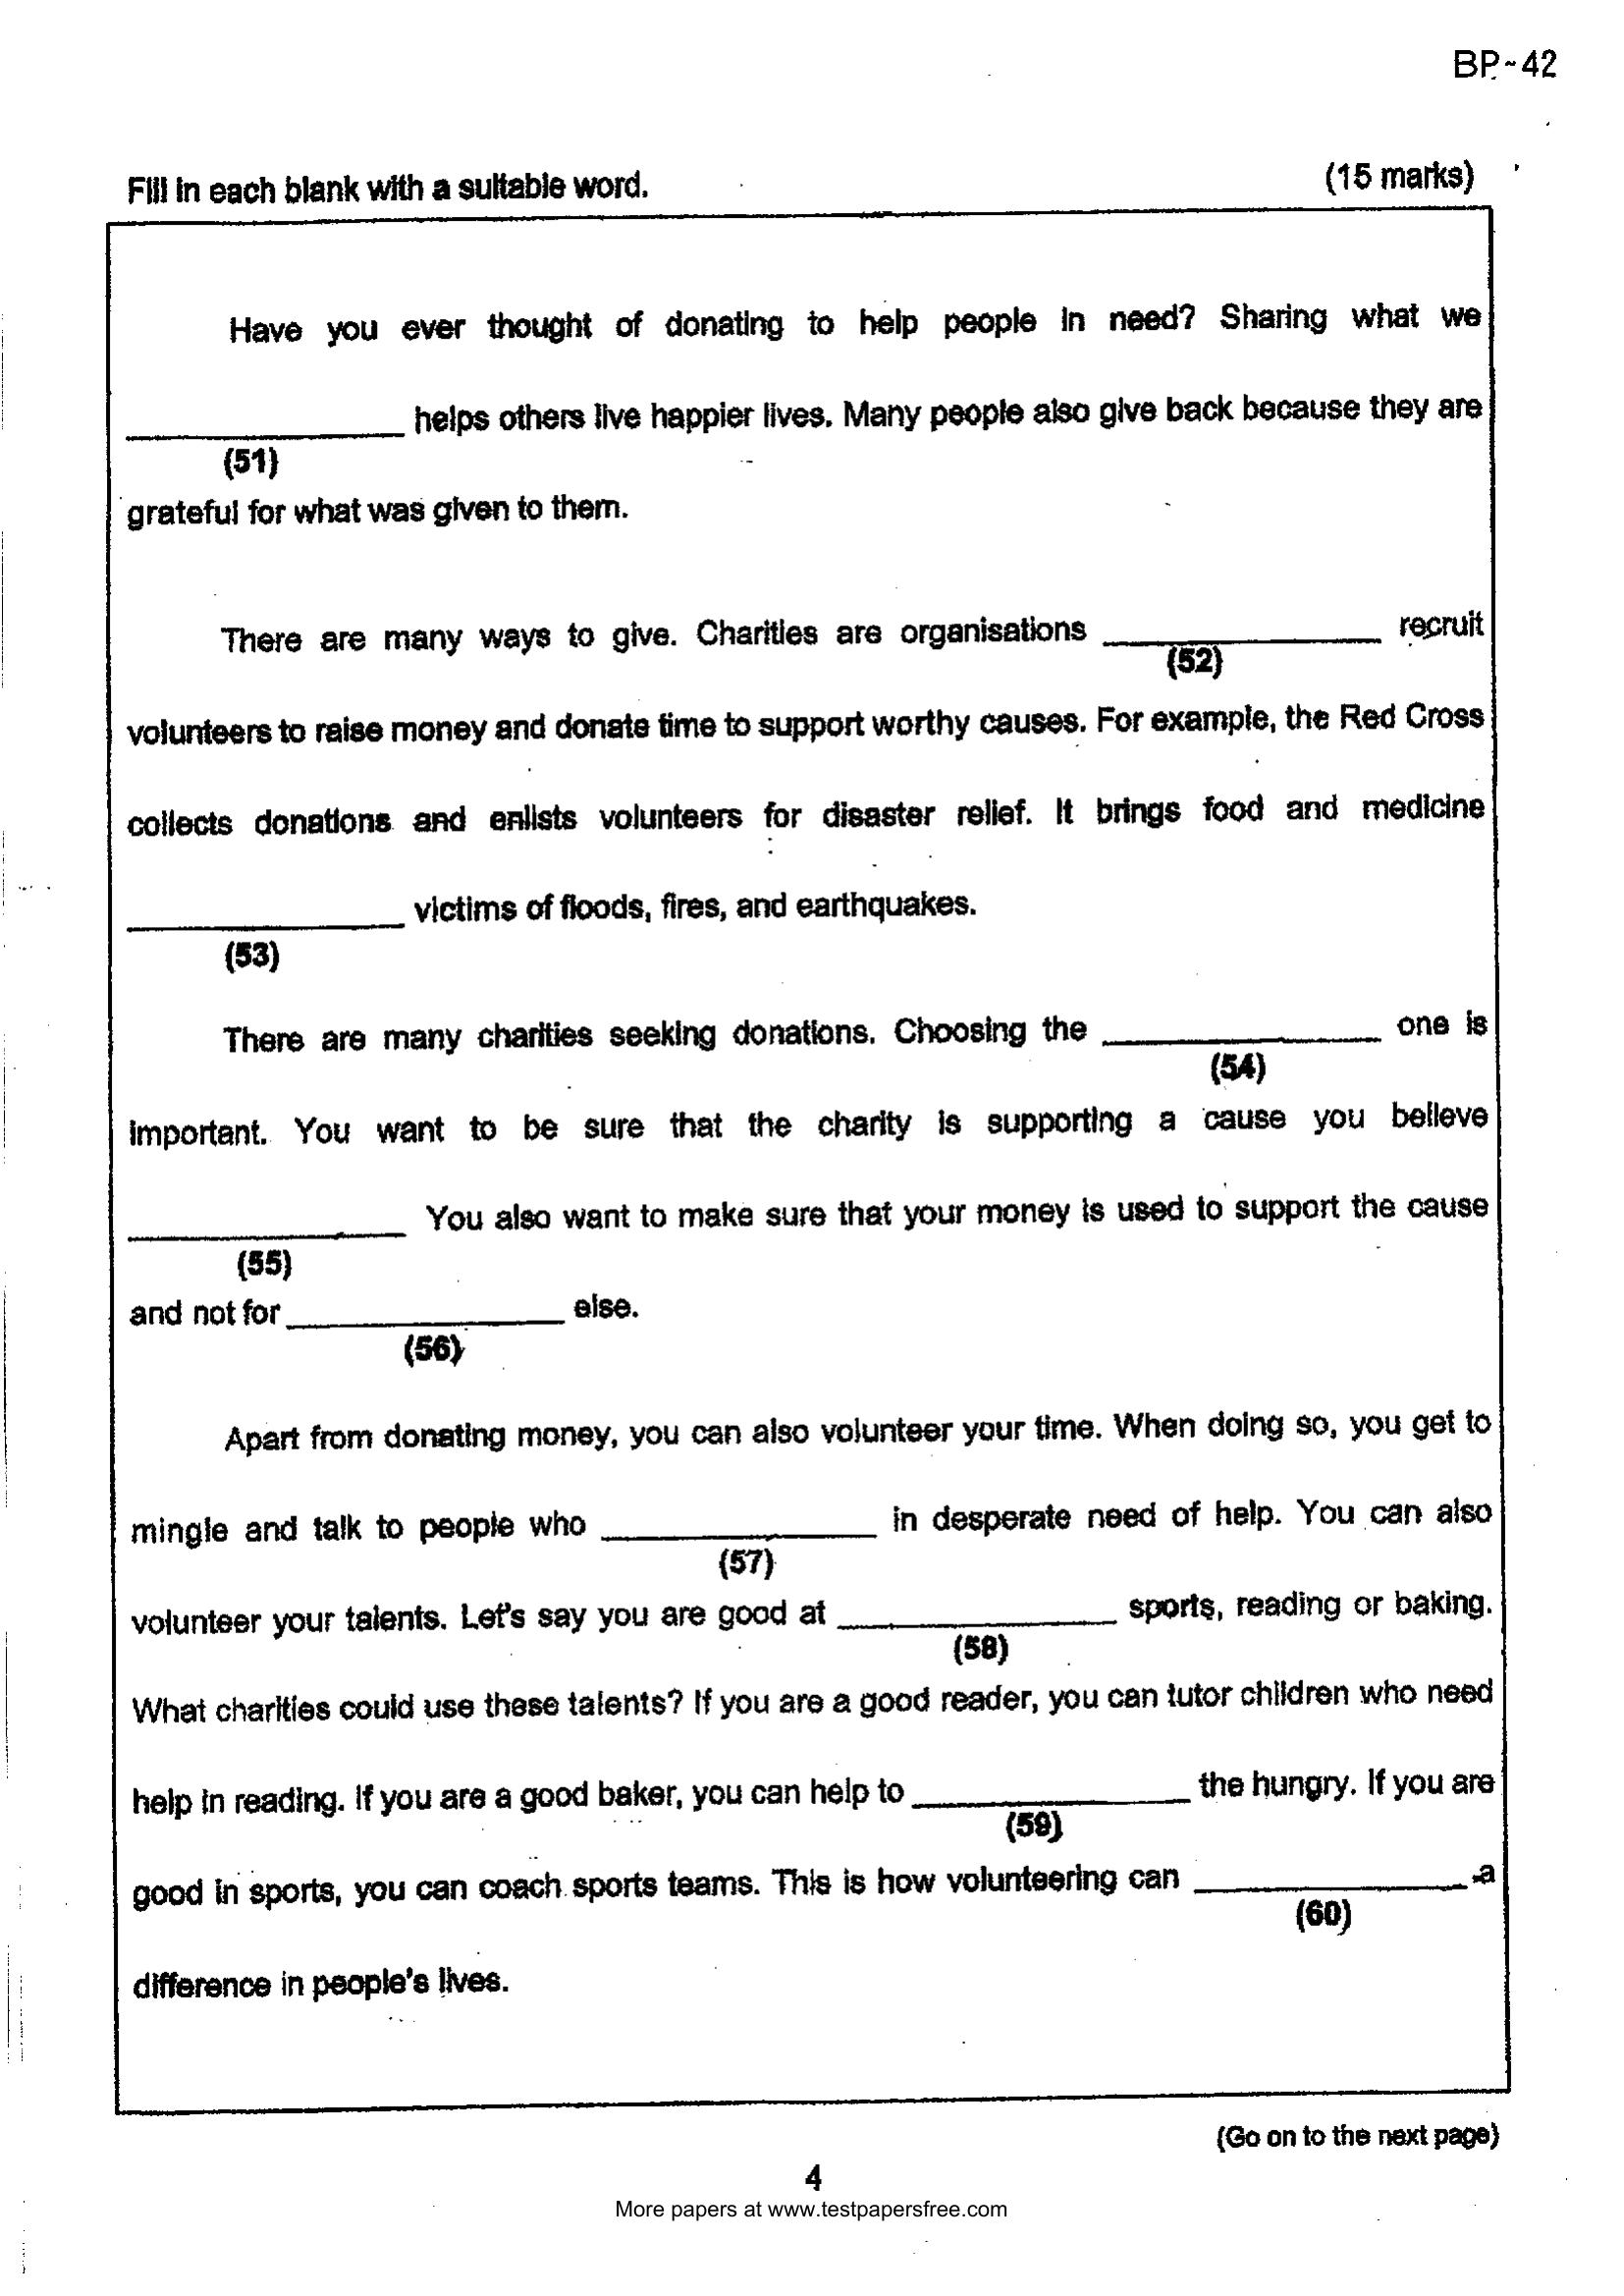 BP-42
Fill in each blank with a suitable word. (15 marks)
Have you ever thought of donating to help people in need? Sharing what we
____________ helps others live happier lives. Many people also give back because they are
(51)
grateful for what was given to them.
There are many ways to give. Charities are organisations ____________ recruit
(52)
volunteers to raise money and donate time to support worthy causes. For example, the Red Cross
collects donations and enlists volunteers for disaster relief. It brings food and medicine
____________ victims of floods, fires, and earthquakes.
(53)
There are many charities seeking donations. Choosing the ____________ one is
(54)
important. You want to be sure that the charity is supporting a cause you believe
____________ You also want to make sure that your money is used to support the cause
(55)
and not for ____________ else.
(56)
Apart from donating money, you can also volunteer your time. When doing so, you get to
mingle and talk to people who ____________ in desperate need of help. You can also
(57)
volunteer your talents. Let's say you are good at ____________ sports, reading or baking.
(58)
What charities could use these talents? If you are a good reader, you can tutor children who need
help in reading. If you are a good baker, you can help to ____________ the hungry. If you are
(59)
good in sports, you can coach sports teams. This is how volunteering can ____________ a
(60)
difference in people's lives.
(Go on to the next page)
4
More papers at www.testpapersfree.com